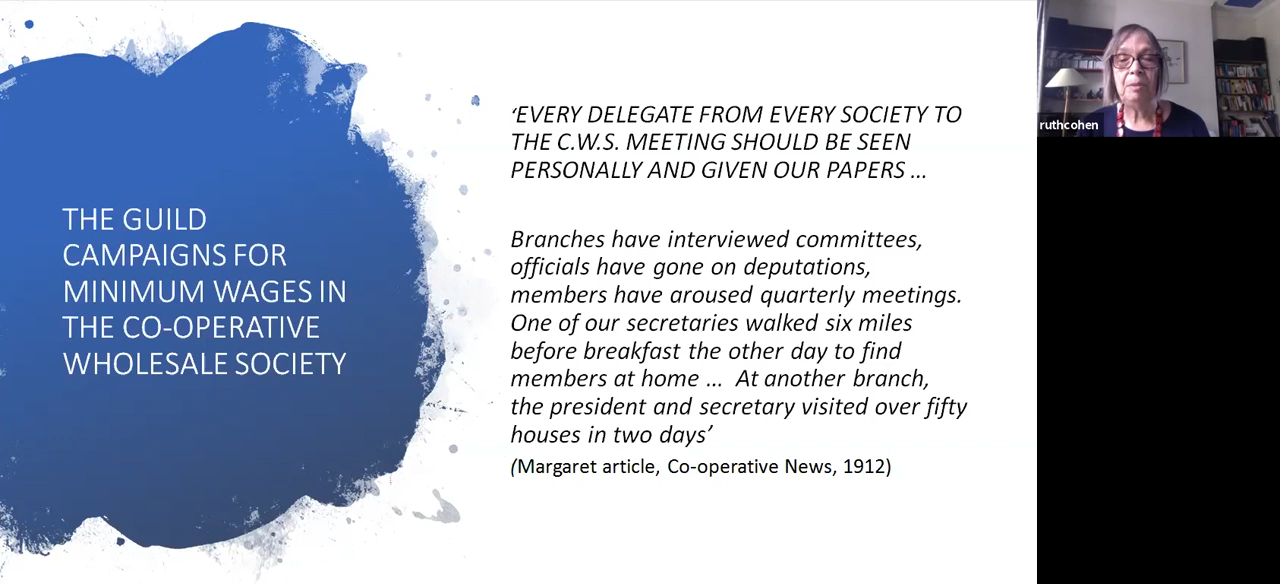 THE GUILD
CAMPAIGNS FOR
MINIMUM WAGES IN
THE CO-OPERATIVE
WHOLESALE SOCIETY
‘EVERY DELEGATE FROM EVERY SOCIETY TO
THE C.W.S. MEETING SHOULD BE SEEN
PERSONALLY AND GIVEN OUR PAPERS …
Branches have interviewed committees,
officials have gone on deputations,
members have aroused quarterly meetings.
One of our secretaries walked six miles
before breakfast the other day to find
members at home … At another branch,
the president and secretary visited over fifty
houses in two days’
(Margaret article, Co-operative News, 1912)
ruthcohen